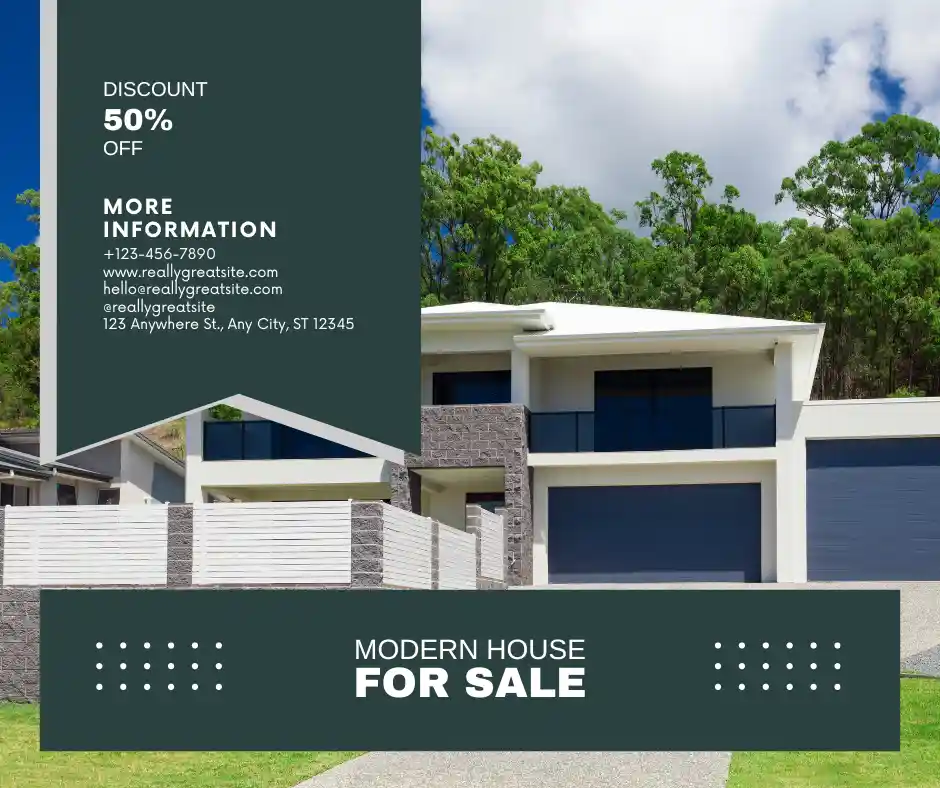 DISCOUNT
50%
OFF
MORE
INFORMATION
+123-456-7890
www.reallygreatsite.com
hello@reallygreatsite.com
@reallygreatsite
123 Anywhere St., Any City, ST 12345
MODERN HOUSE
FOR SALE